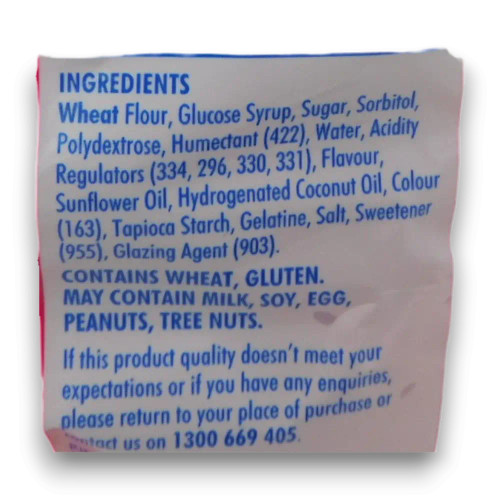 INGREDIENTS
Wheat Flour, Glucose Syrup, Sugar, Sorbitol,
Polydextrose, Humectant (422), Water, Acidity
Regulators (334, 296, 330, 331), Flavour,
Sunflower Oil, Hydrogenated Coconut Oil, Colour
(163), Tapioca Starch, Gelatine, Salt, Sweetener
(955), Glazing Agent (903).
CONTAINS WHEAT, GLUTEN.
MAY CONTAIN MILK, SOY, EGG,
PEANUTS, TREE NUTS.
If this product quality doesn't meet your
expectations or if you have any enquiries,
please return to your place of purchase or
contact us on 1300 669 405.